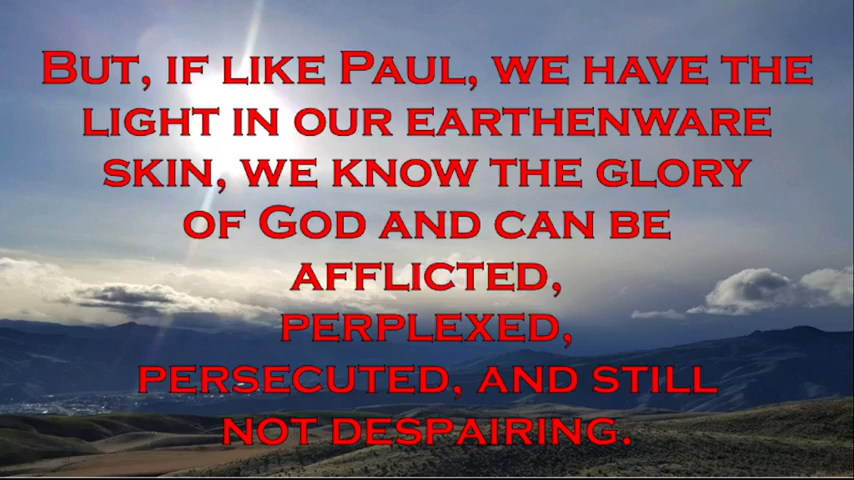 But, if like Paul, we have the
light in our earthenware
skin, we know the glory
of God and can be
afflicted,
perplexed,
persecuted, and still
not despairing.